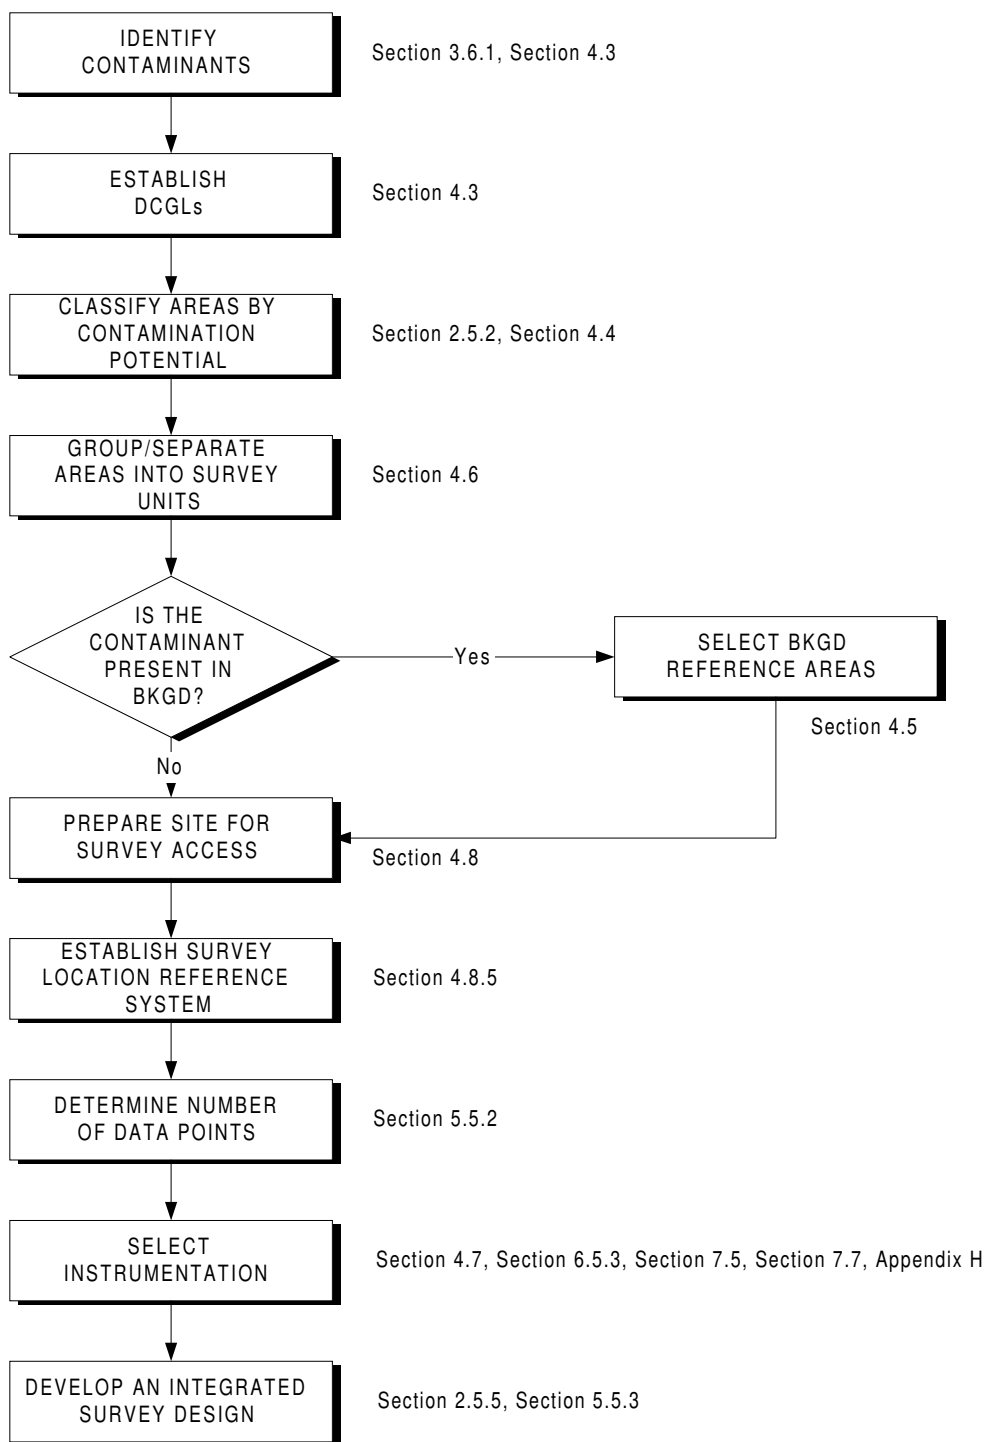 IDENTIFY
CONTAMINANTS
Section 3.6.1, Section 4.3
ESTABLISH
DCGLs
Section 4.3
CLASSIFY AREAS BY
CONTAMINATION
POTENTIAL
Section 2.5.2, Section 4.4
GROUP/SEPARATE
AREAS INTO SURVEY
UNITS
Section 4.6
IS THE
CONTAMINANT
PRESENT IN
BKGD?
Yes
SELECT BKGD
REFERENCE AREAS
Section 4.5
No
PREPARE SITE FOR
SURVEY ACCESS
Section 4.8
ESTABLISH SURVEY
LOCATION REFERENCE
SYSTEM
Section 4.8.5
DETERMINE NUMBER
OF DATA POINTS
Section 5.5.2
SELECT
INSTRUMENTATION
Section 4.7, Section 6.5.3, Section 7.5, Section 7.7, Appendix H
DEVELOP AN INTEGRATED
SURVEY DESIGN
Section 2.5.5, Section 5.5.3